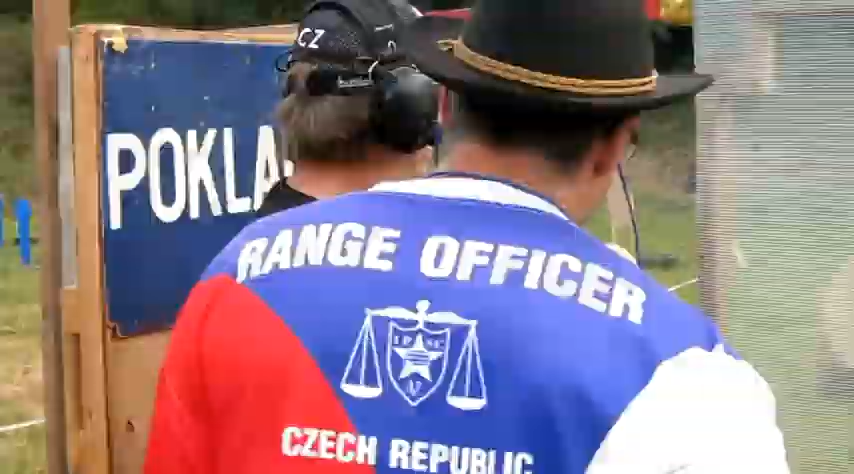 CZ
POKLA
RANGE OFFICER
IPSC
CZECH REPUBLIC